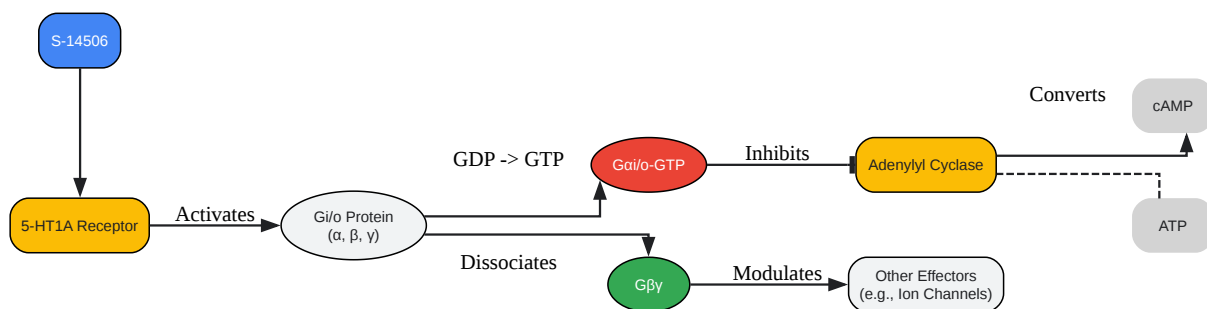 S-14506
Converts
cAMP
GDP -> GTP
Gαi/o-GTP
Inhibits
Adenylyl Cyclase
5-HT1A Receptor
Activates
Gi/o Protein
(α, β, γ)
ATP
Dissociates
Gβγ
Modulates
Other Effectors
(e.g., Ion Channels)